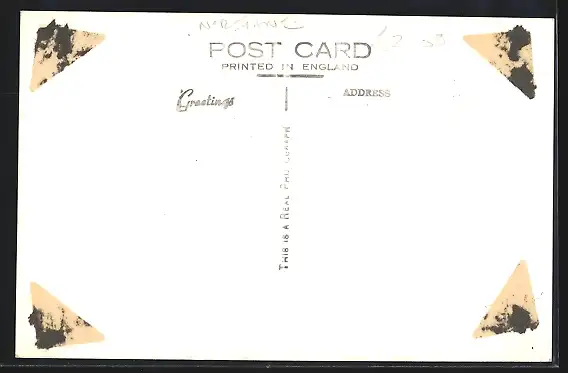 POST CARD
PRINTED IN ENGLAND
Greetings
ADDRESS
THIS IS A REAL PHOTOGRAPH